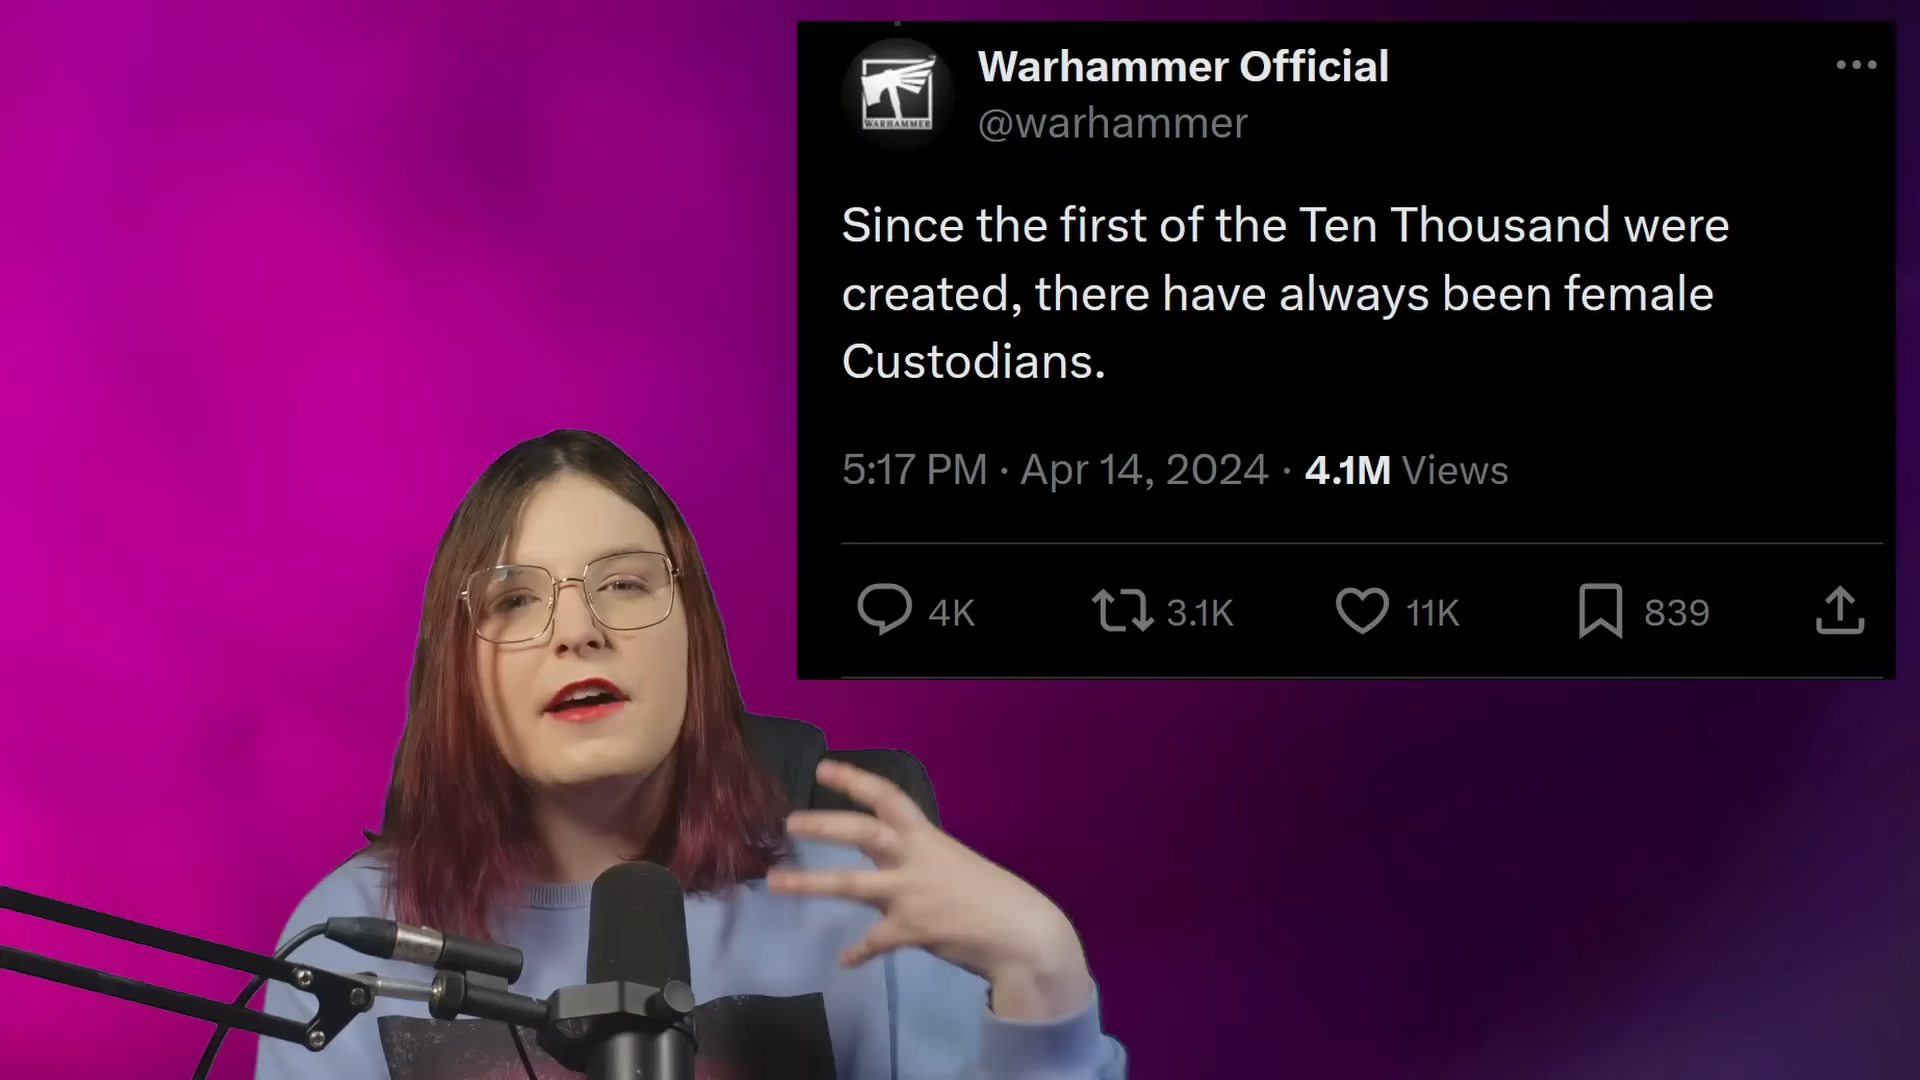 Warhammer Official
@warhammer
WARHAMMER
Since the first of the Ten Thousand were
created, there have always been female
Custodians.
5:17 PM · Apr 14, 2024 · 4.1M Views
4K 3.1K 11K 839